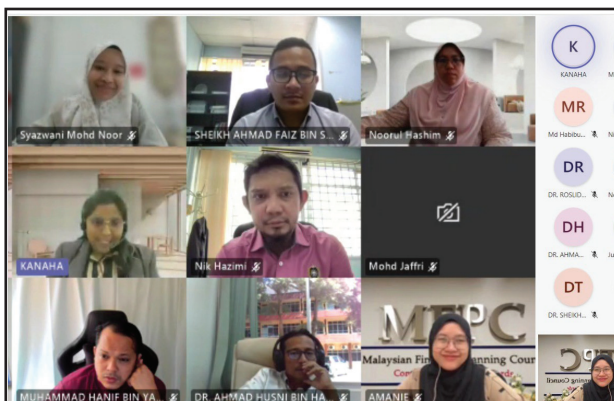 Syazwani Mohd Noor
SHEIKH AHMAD FAIZ BIN S...
Noorul Hashim
K
KANAHA
MR
Md Habibu...
DR
DR. ROSLID...
KANAHA
Nik Hazimi
Mohd Jaffri
DH
DR. AHMA...
DT
DR. SHEIKH...
MFPC
Malaysian Financial Planning Coun
MUHAMMAD HANIF BIN YA...
DR. AHMAD HUSNI BIN HA...
AMANIE